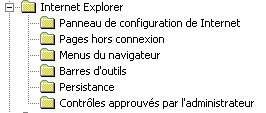 Internet Explorer
Panneau de configuration de Internet
Pages hors connexion
Menus du navigateur
Barres d'outils
Persistance
Contrôles approuvés par l'administrateur